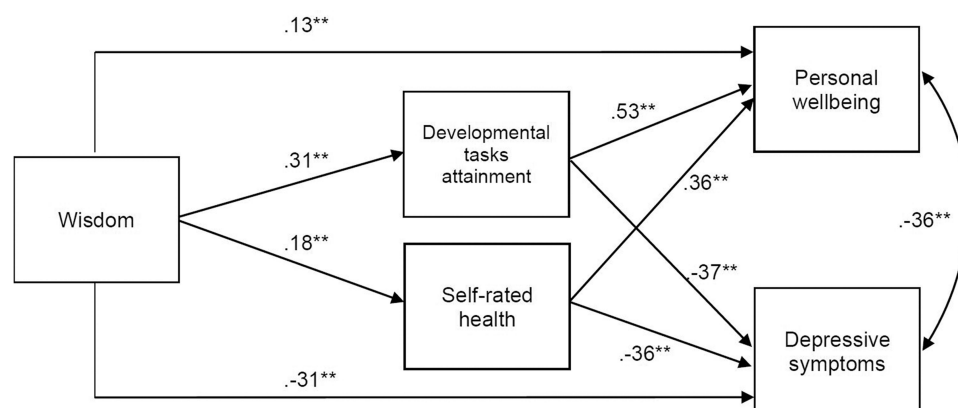 .13**
Personal
wellbeing
Developmental
tasks
attainment
.53**
.31**
.36**
Wisdom
.18**
.-36**
Self-rated
health
.-37**
Depressive
symptoms
.-36**
.-31**